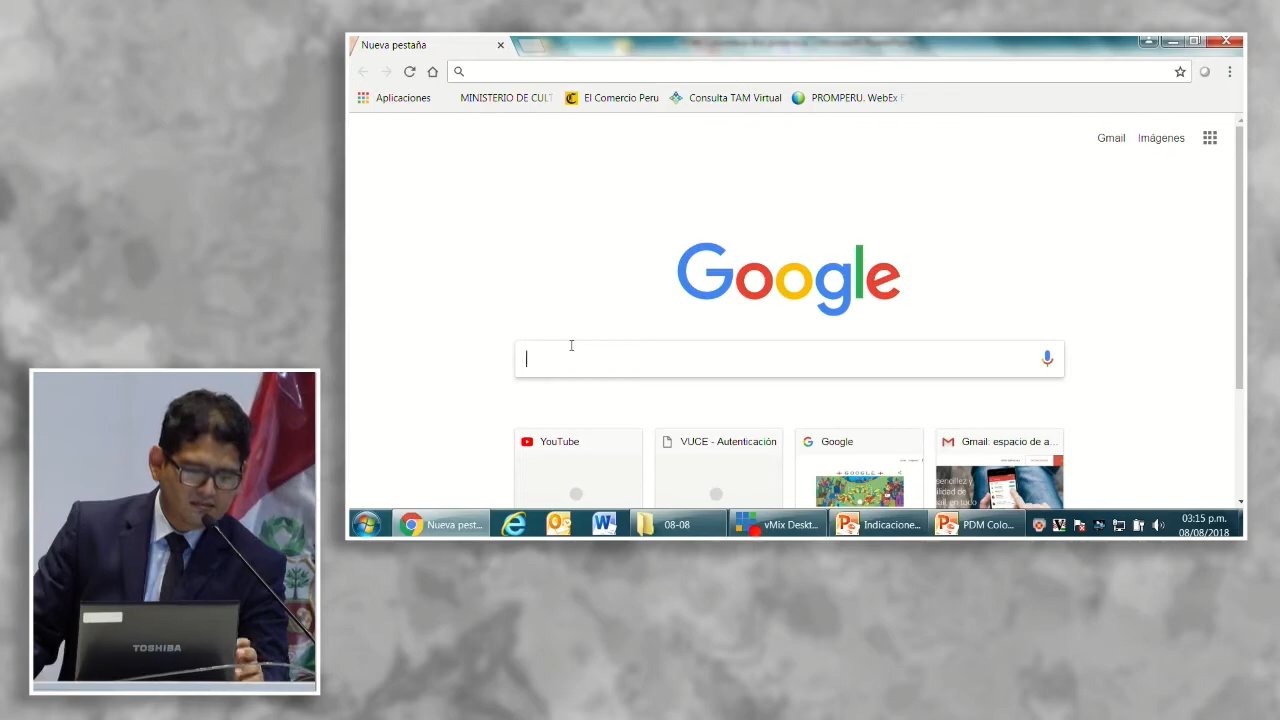 Nueva pestaña
Aplicaciones MINISTERIO DE CULT El Comercio Peru Consulta TAM Virtual PROMPERU. WebEx E
Gmail Imágenes
Google
YouTube VUCE - Autenticación Google Gmail: espacio de a...
GOOGLE
Nueva pest... 08-08 vMix Deskt... Indicacione... PDM Colo... 03:15 p.m.
08/08/2018
TOSHIBA